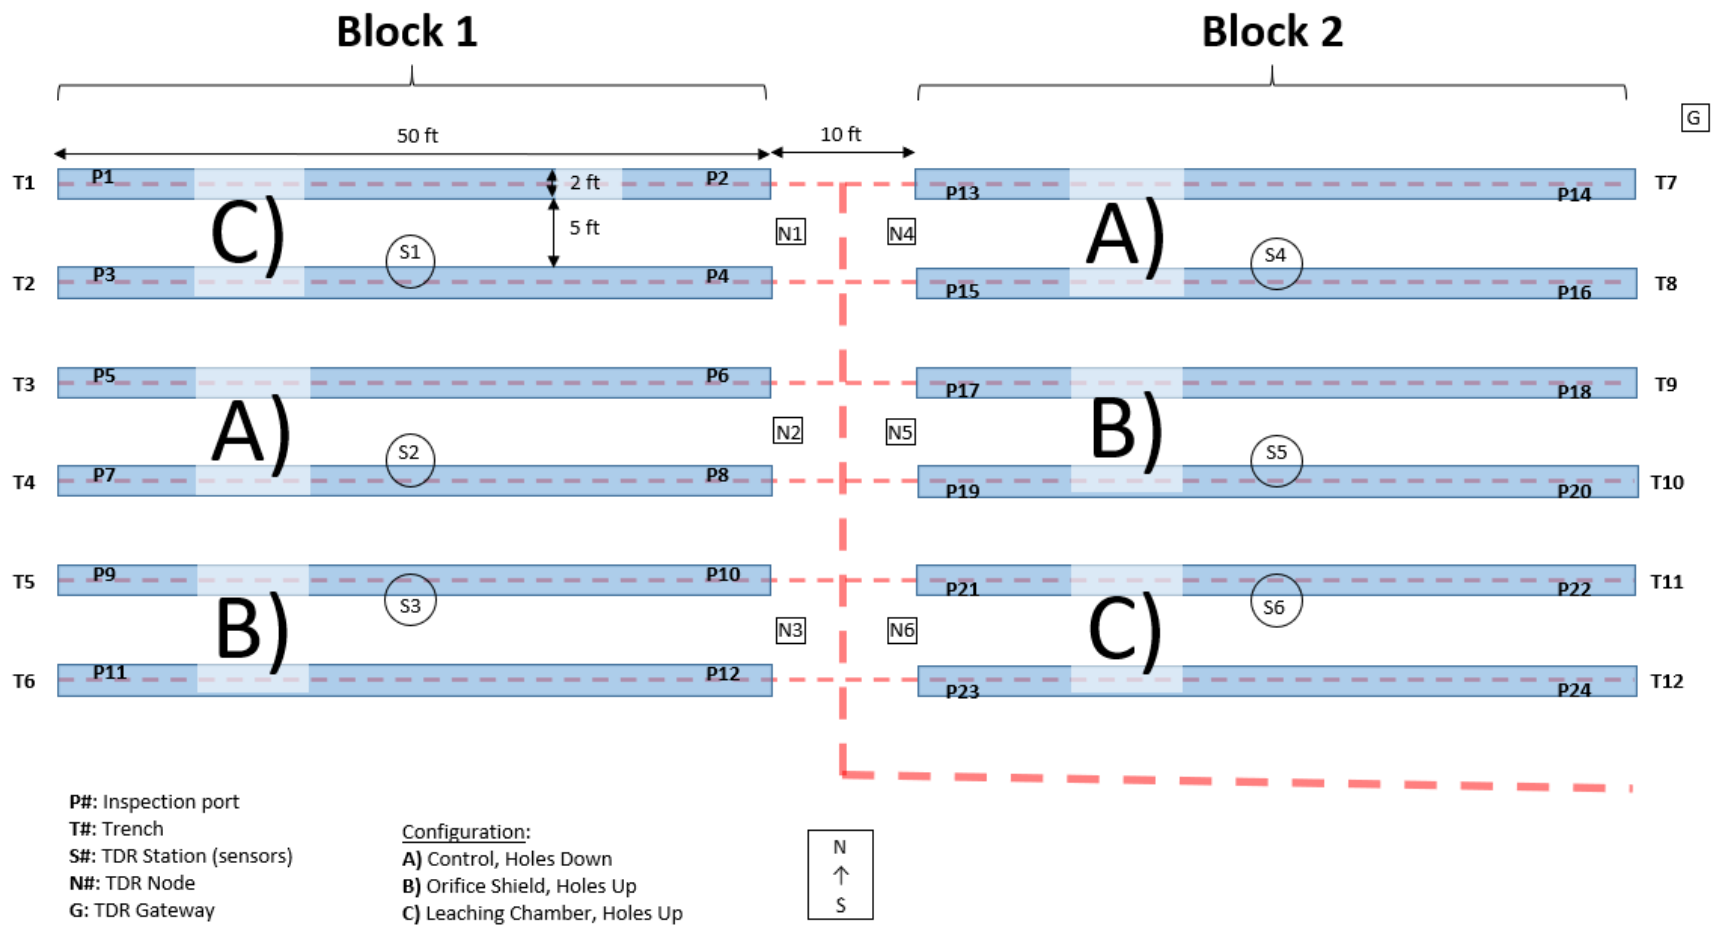 Block 1
Block 2
G
50 ft
10 ft
T1
P1
2 ft
P2
P13
P14
T7
C)
5 ft
N1
N4
A)
S1
S4
T2
P3
P4
P15
P16
T8
T3
P5
P6
P17
P18
T9
A)
S2
N2
N5
B)
S5
T4
P7
P8
P19
P20
T10
T5
P9
P10
P21
P22
T11
B)
S3
N3
N6
C)
S6
T6
P11
P12
P23
P24
T12
P#: Inspection port
T#: Trench
S#: TDR Station (sensors)
N#: TDR Node
G: TDR Gateway
Configuration:
A) Control, Holes Down
B) Orifice Shield, Holes Up
C) Leaching Chamber, Holes Up
N
↑
S